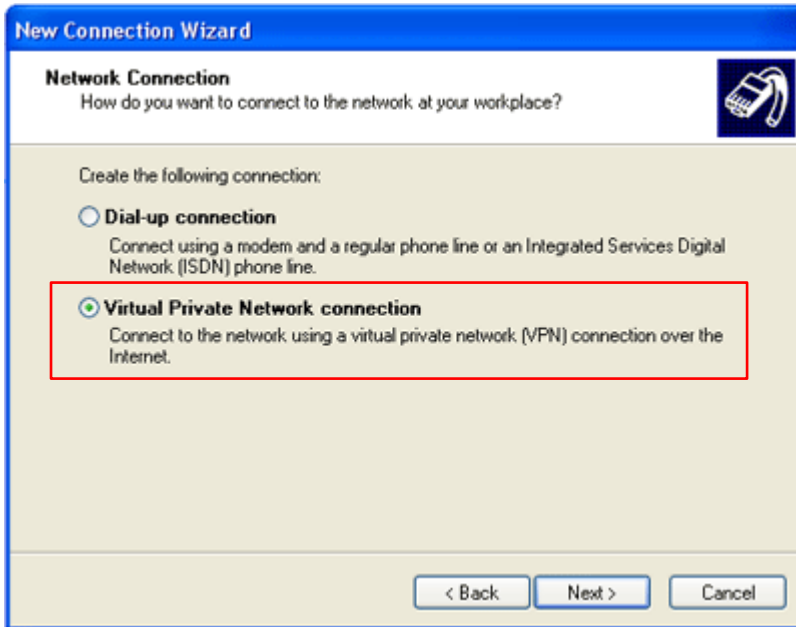 New Connection Wizard
Network Connection
How do you want to connect to the network at your workplace?
Create the following connection:
Dial-up connection
Connect using a modem and a regular phone line or an Integrated Services Digital
Network (ISDN) phone line.
Virtual Private Network connection
Connect to the network using a virtual private network (VPN) connection over the
Internet.
< Back Next > Cancel